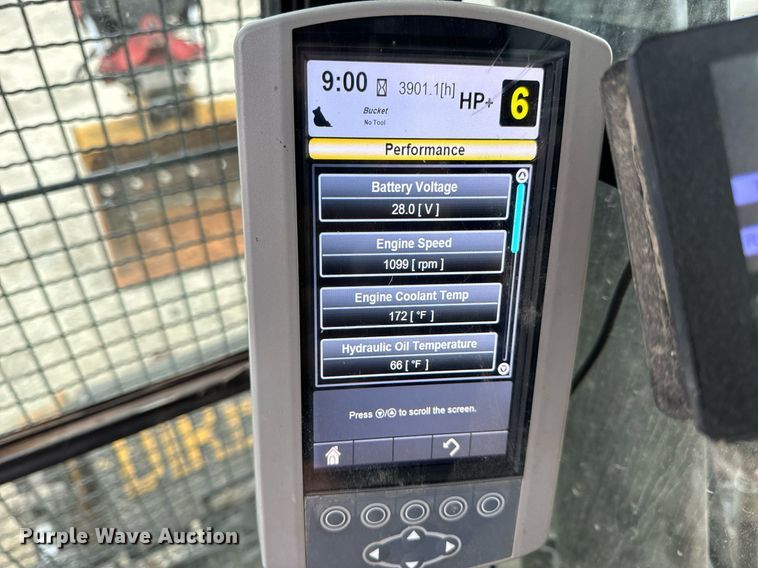 9:00 3901.1[h] HP+ 6
Bucket
No Tool
Performance
Battery Voltage
28.0 [ V ]
Engine Speed
1099 [ rpm ]
Engine Coolant Temp
172 [ °F ]
Hydraulic Oil Temperature
66 [ °F ]
Press ▽/△ to scroll the screen.
Purple Wave Auction